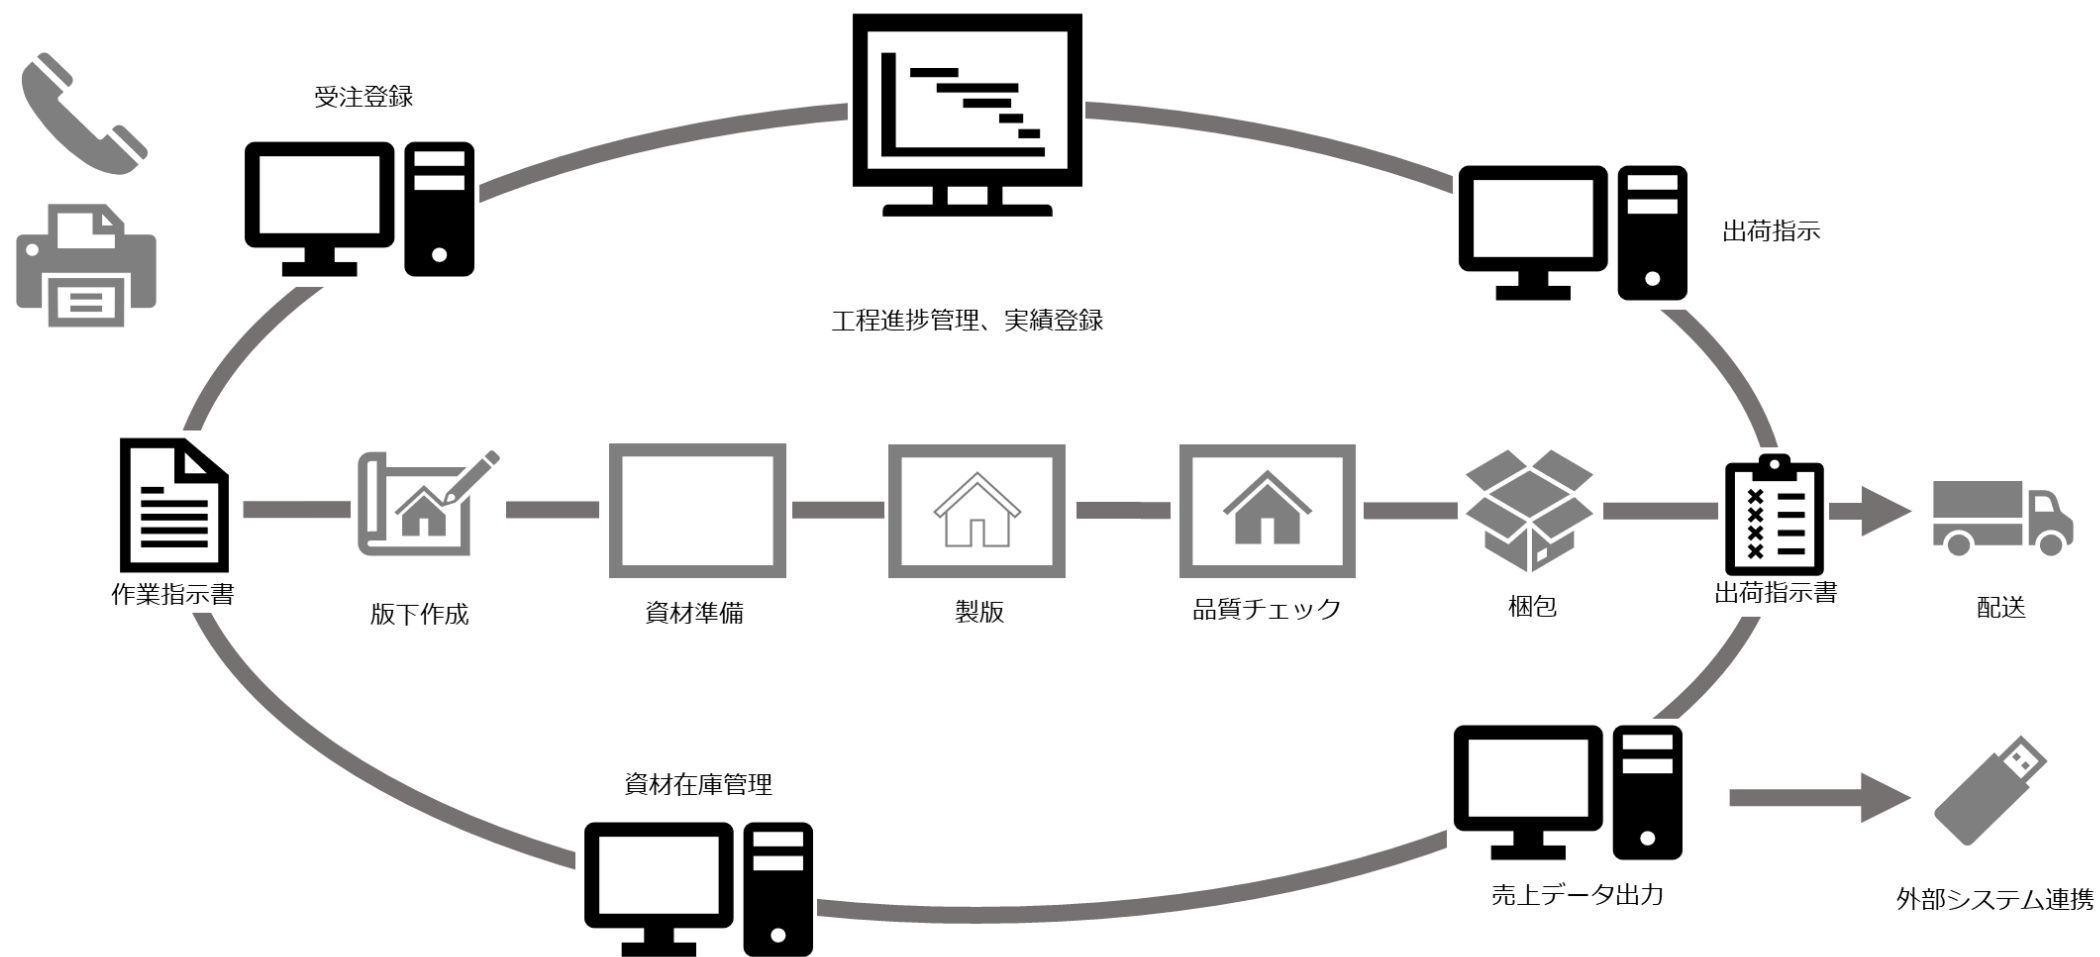 受注登録
出荷指示
工程進捗管理、実績登録
作業指示書
版下作成
資材準備
製版
品質チェック
梱包
出荷指示書
配送
資材在庫管理
売上データ出力
外部システム連携